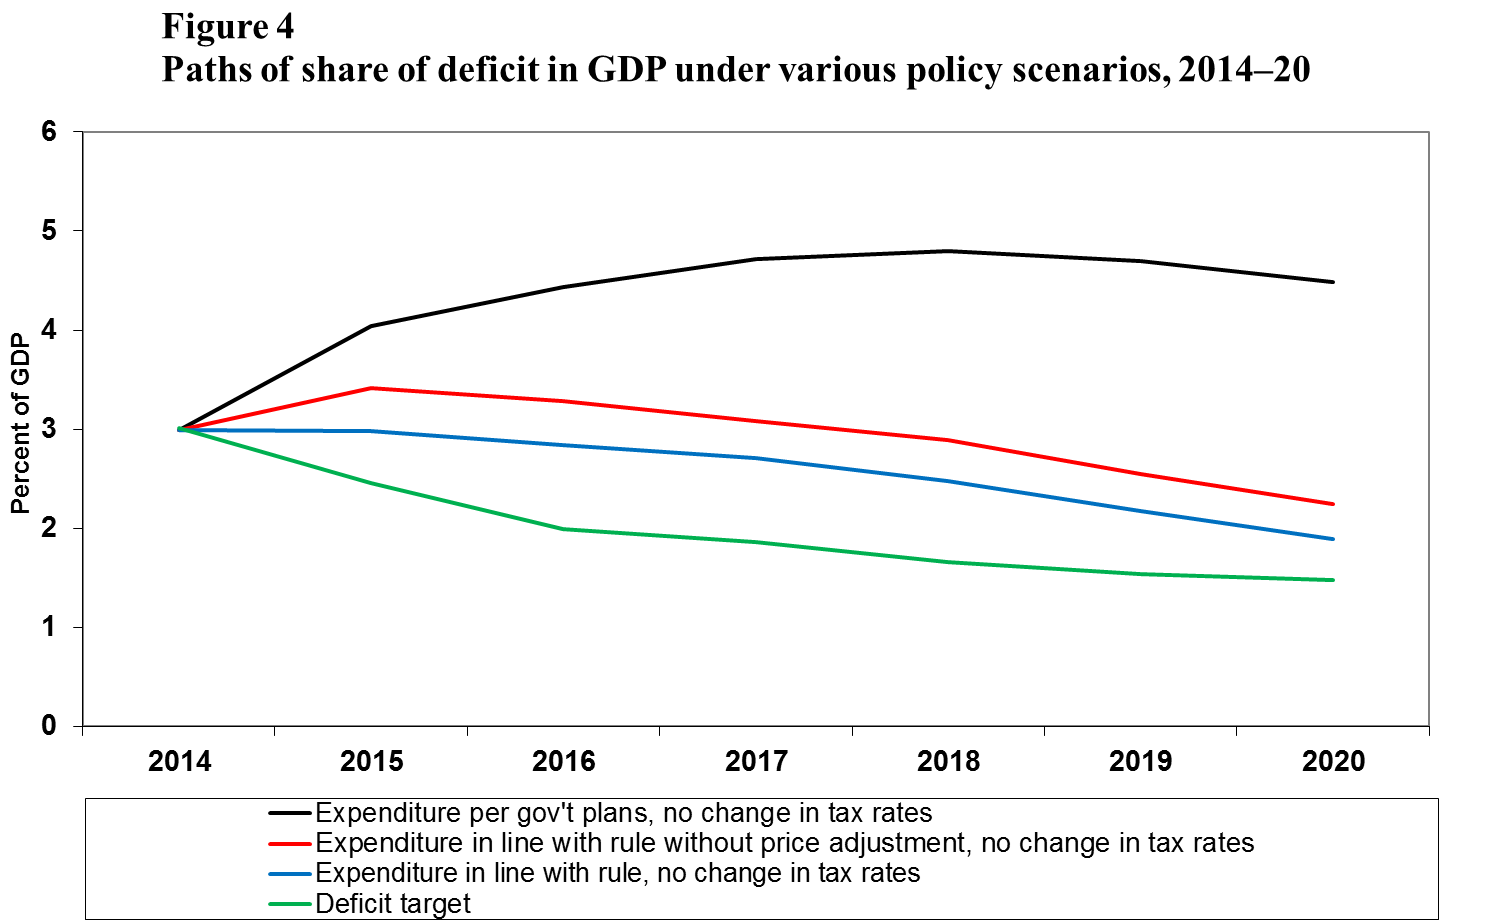 Figure 4
Paths of share of deficit in GDP under various policy scenarios, 2014–20
6
5
4
3
2
1
0
Percent of GDP
2014 2015 2016 2017 2018 2019 2020
Expenditure per gov't plans, no change in tax rates
Expenditure in line with rule without price adjustment, no change in tax rates
Expenditure in line with rule, no change in tax rates
Deficit target